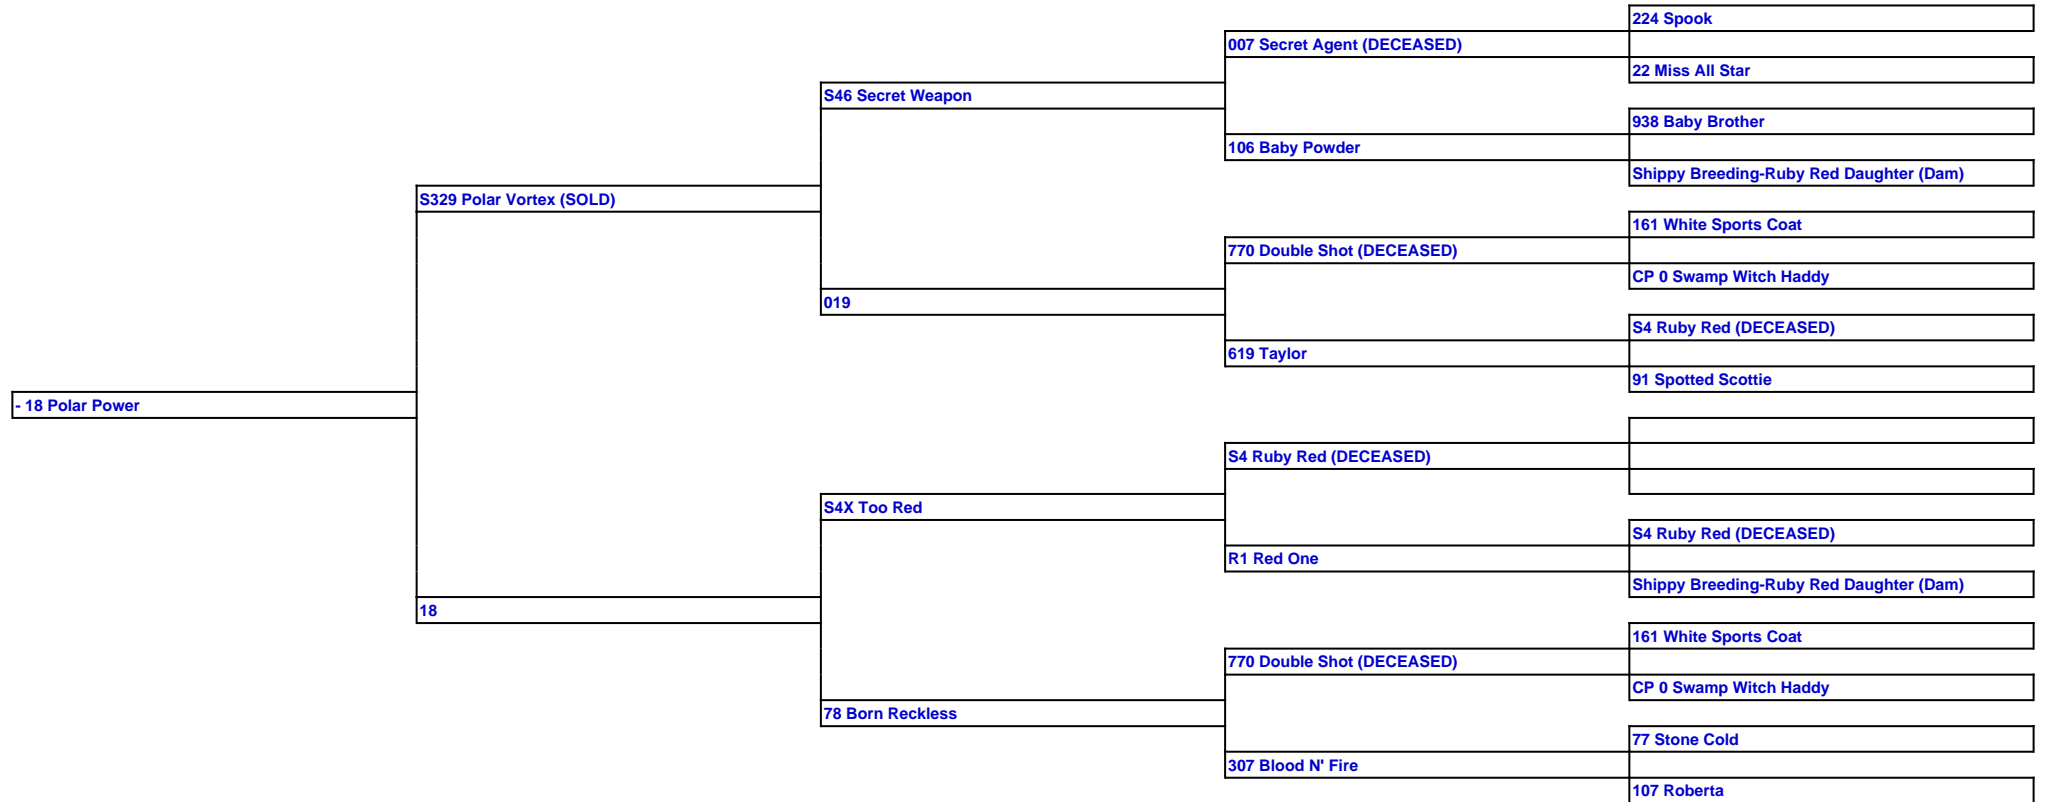 224 Spook
007 Secret Agent (DECEASED)
22 Miss All Star
S46 Secret Weapon
938 Baby Brother
106 Baby Powder
Shippy Breeding-Ruby Red Daughter (Dam)
S329 Polar Vortex (SOLD)
161 White Sports Coat
770 Double Shot (DECEASED)
CP 0 Swamp Witch Haddy
019
S4 Ruby Red (DECEASED)
619 Taylor
91 Spotted Scottie
- 18 Polar Power
S4 Ruby Red (DECEASED)
S4X Too Red
S4 Ruby Red (DECEASED)
R1 Red One
Shippy Breeding-Ruby Red Daughter (Dam)
18
161 White Sports Coat
770 Double Shot (DECEASED)
CP 0 Swamp Witch Haddy
78 Born Reckless
77 Stone Cold
307 Blood N' Fire
107 Roberta